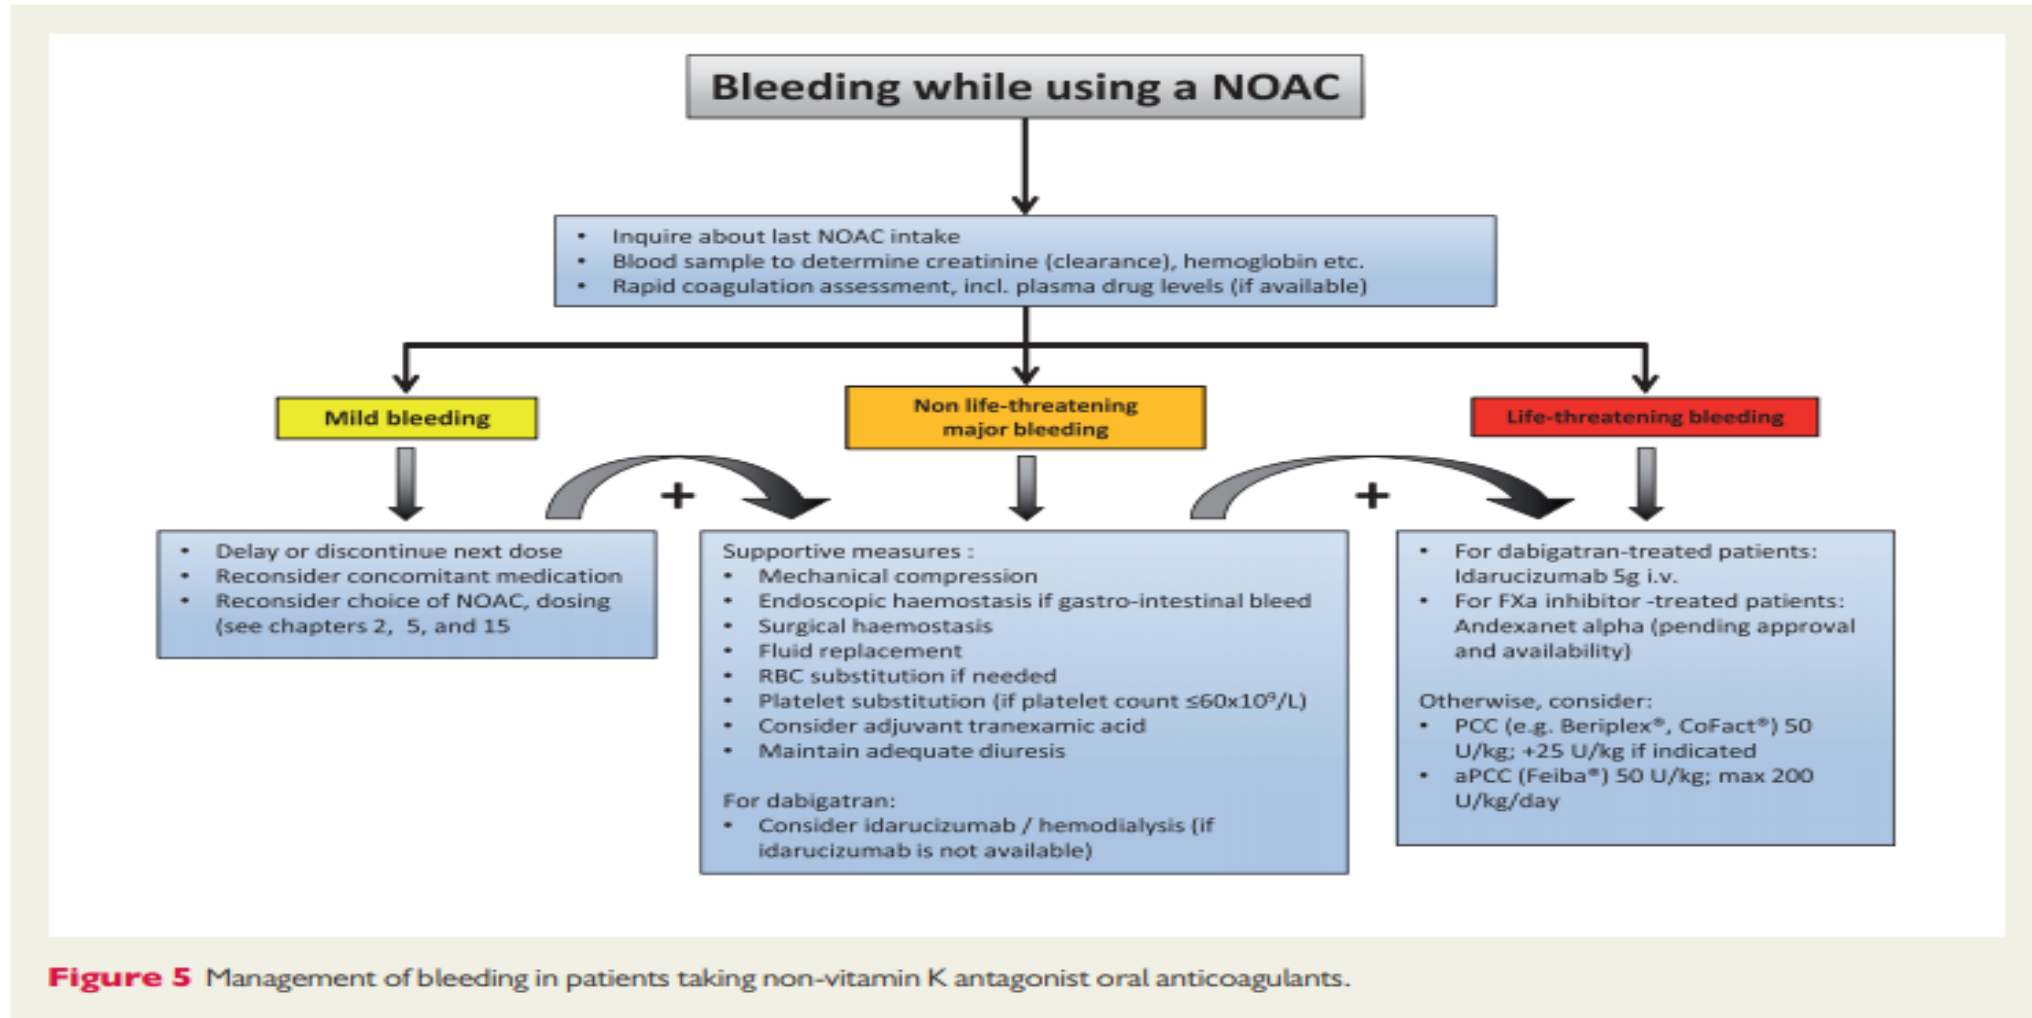 Bleeding while using a NOAC
• Inquire about last NOAC intake
• Blood sample to determine creatinine (clearance), hemoglobin etc.
• Rapid coagulation assessment, incl. plasma drug levels (if available)
Mild bleeding
Non life-threatening
major bleeding
Life-threatening bleeding
+
+
• Delay or discontinue next dose
• Reconsider concomitant medication
• Reconsider choice of NOAC, dosing
(see chapters 2, 5, and 15
Supportive measures :
• Mechanical compression
• Endoscopic haemostasis if gastro-intestinal bleed
• Surgical haemostasis
• Fluid replacement
• RBC substitution if needed
• Platelet substitution (if platelet count ≤60x10⁹/L)
• Consider adjuvant tranexamic acid
• Maintain adequate diuresis
For dabigatran:
• Consider idarucizumab / hemodialysis (if
idarucizumab is not available)
• For dabigatran-treated patients:
Idarucizumab 5g i.v.
• For FXa inhibitor -treated patients:
Andexanet alpha (pending approval
and availability)
Otherwise, consider:
• PCC (e.g. Beriplex®, CoFact®) 50
U/kg; +25 U/kg if indicated
• aPCC (Feiba®) 50 U/kg; max 200
U/kg/day
Figure 5 Management of bleeding in patients taking non-vitamin K antagonist oral anticoagulants.